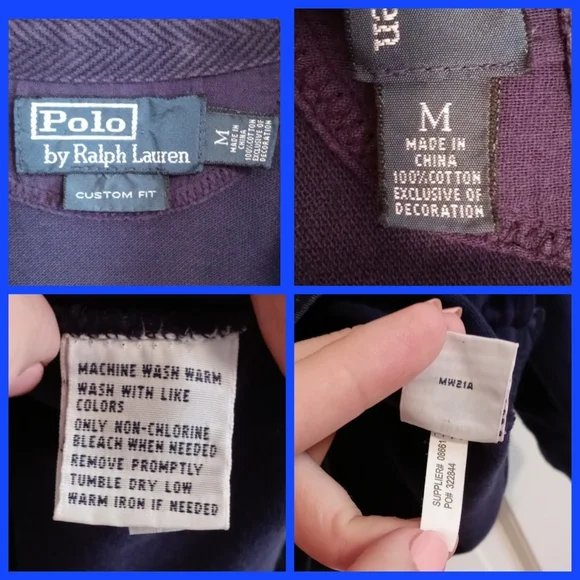 Polo
by Ralph Lauren
CUSTOM FIT
M
MADE IN
CHINA
100%COTTON
EXCLUSIVE OF
DECORATION
M
MADE IN
CHINA
100%COTTON
EXCLUSIVE OF
DECORATION
MACHINE WASH WARM
WASH WITH LIKE
COLORS
ONLY NON-CHLORINE
BLEACH WHEN NEEDED
REMOVE PROMPTLY
TUMBLE DRY LOW
WARM IRON IF NEEDED
MW21A
SUPPLIER#
PO# 322844